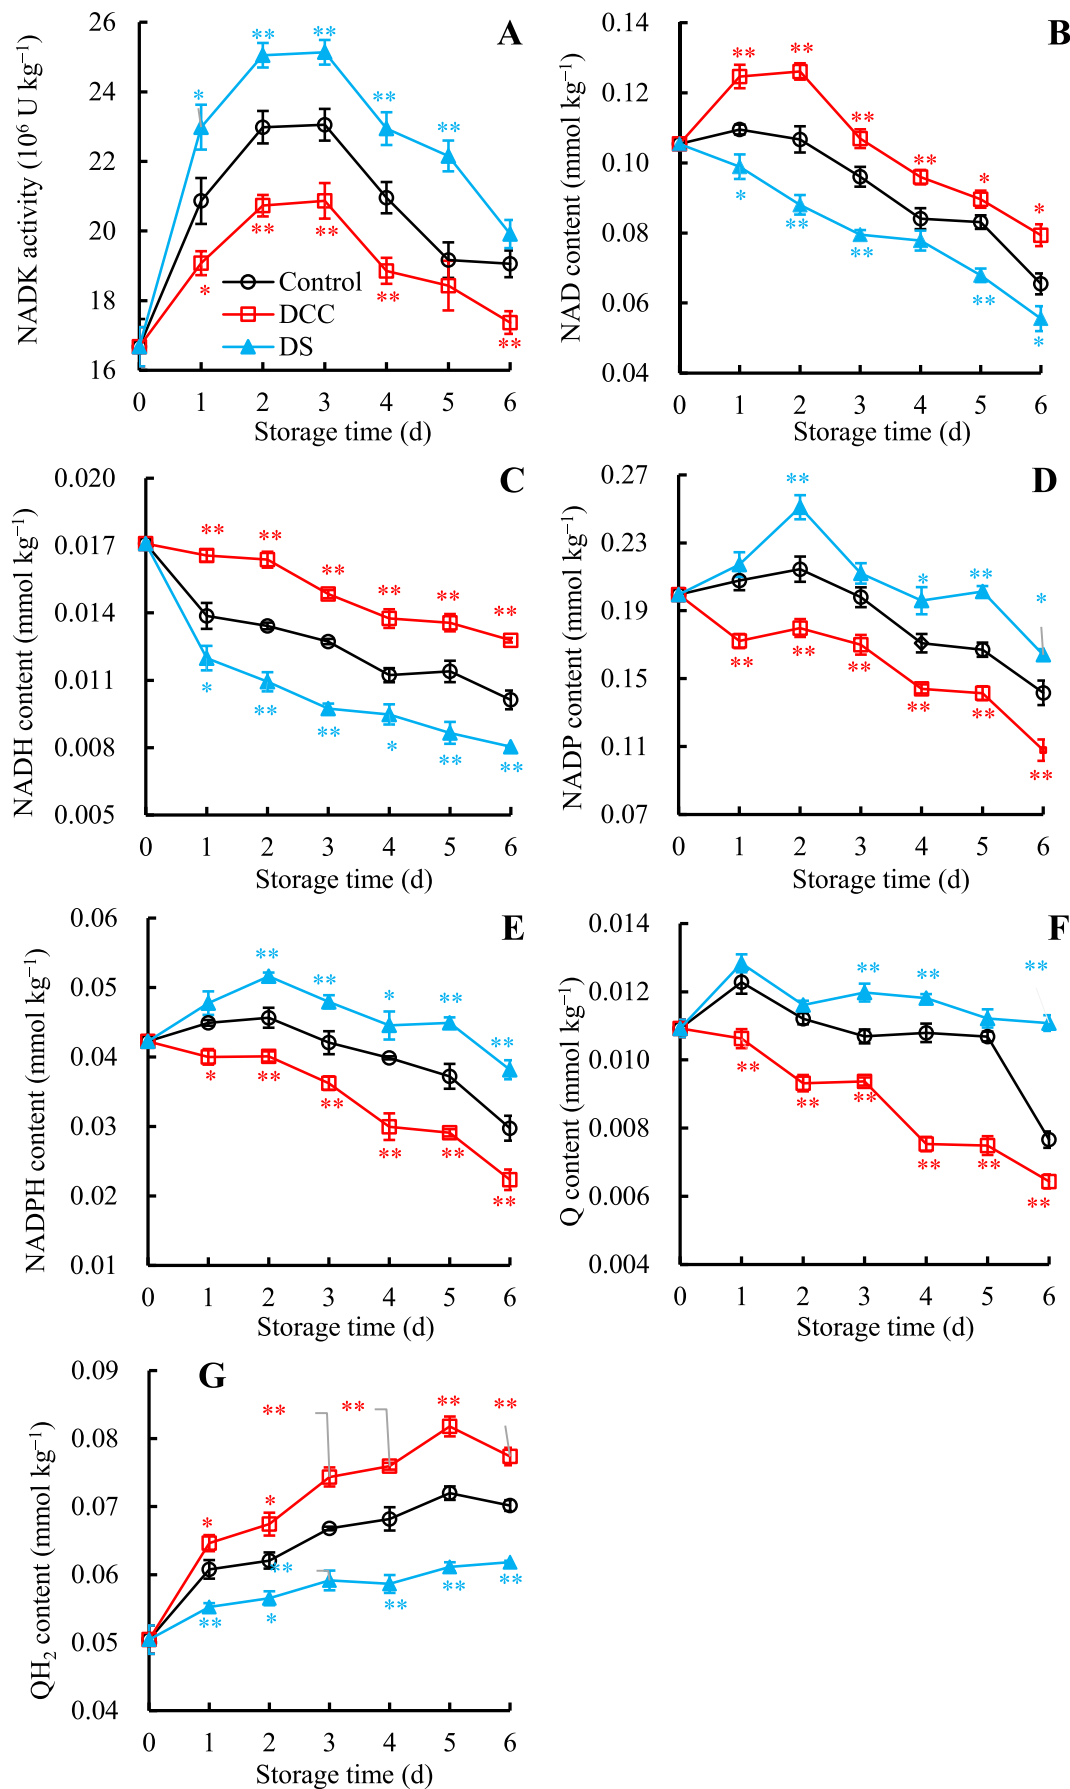 A
NADK activity (10⁶ U kg⁻¹)
26
24
22
20
18
16
** **
*
**
**
** **
*
**
**
Control
DCC
DS
0 1 2 3 4 5 6
Storage time (d)
B
NAD content (mmol kg⁻¹)
0.14
0.12
0.10
0.08
0.06
0.04
** **
**
**
*
*
*
**
**
**
*
0 1 2 3 4 5 6
Storage time (d)
C
NADH content (mmol kg⁻¹)
0.020
0.017
0.014
0.011
0.008
0.005
** **
**
** ** **
*
**
** *
** **
0 1 2 3 4 5 6
Storage time (d)
D
NADP content (mmol kg⁻¹)
0.27
0.23
0.19
0.15
0.11
0.07
**
* **
*
** ** **
** **
**
0 1 2 3 4 5 6
Storage time (d)
E
NADPH content (mmol kg⁻¹)
0.06
0.05
0.04
0.03
0.02
0.01
**
** * **
**
* **
**
** **
**
0 1 2 3 4 5 6
Storage time (d)
F
Q content (mmol kg⁻¹)
0.014
0.012
0.010
0.008
0.006
0.004
** ** **
**
** **
** **
**
0 1 2 3 4 5 6
Storage time (d)
G
QH₂ content (mmol kg⁻¹)
0.09
0.08
0.07
0.06
0.05
0.04
** ** ** **
* *
**
** * ** ** **
0 1 2 3 4 5 6
Storage time (d)